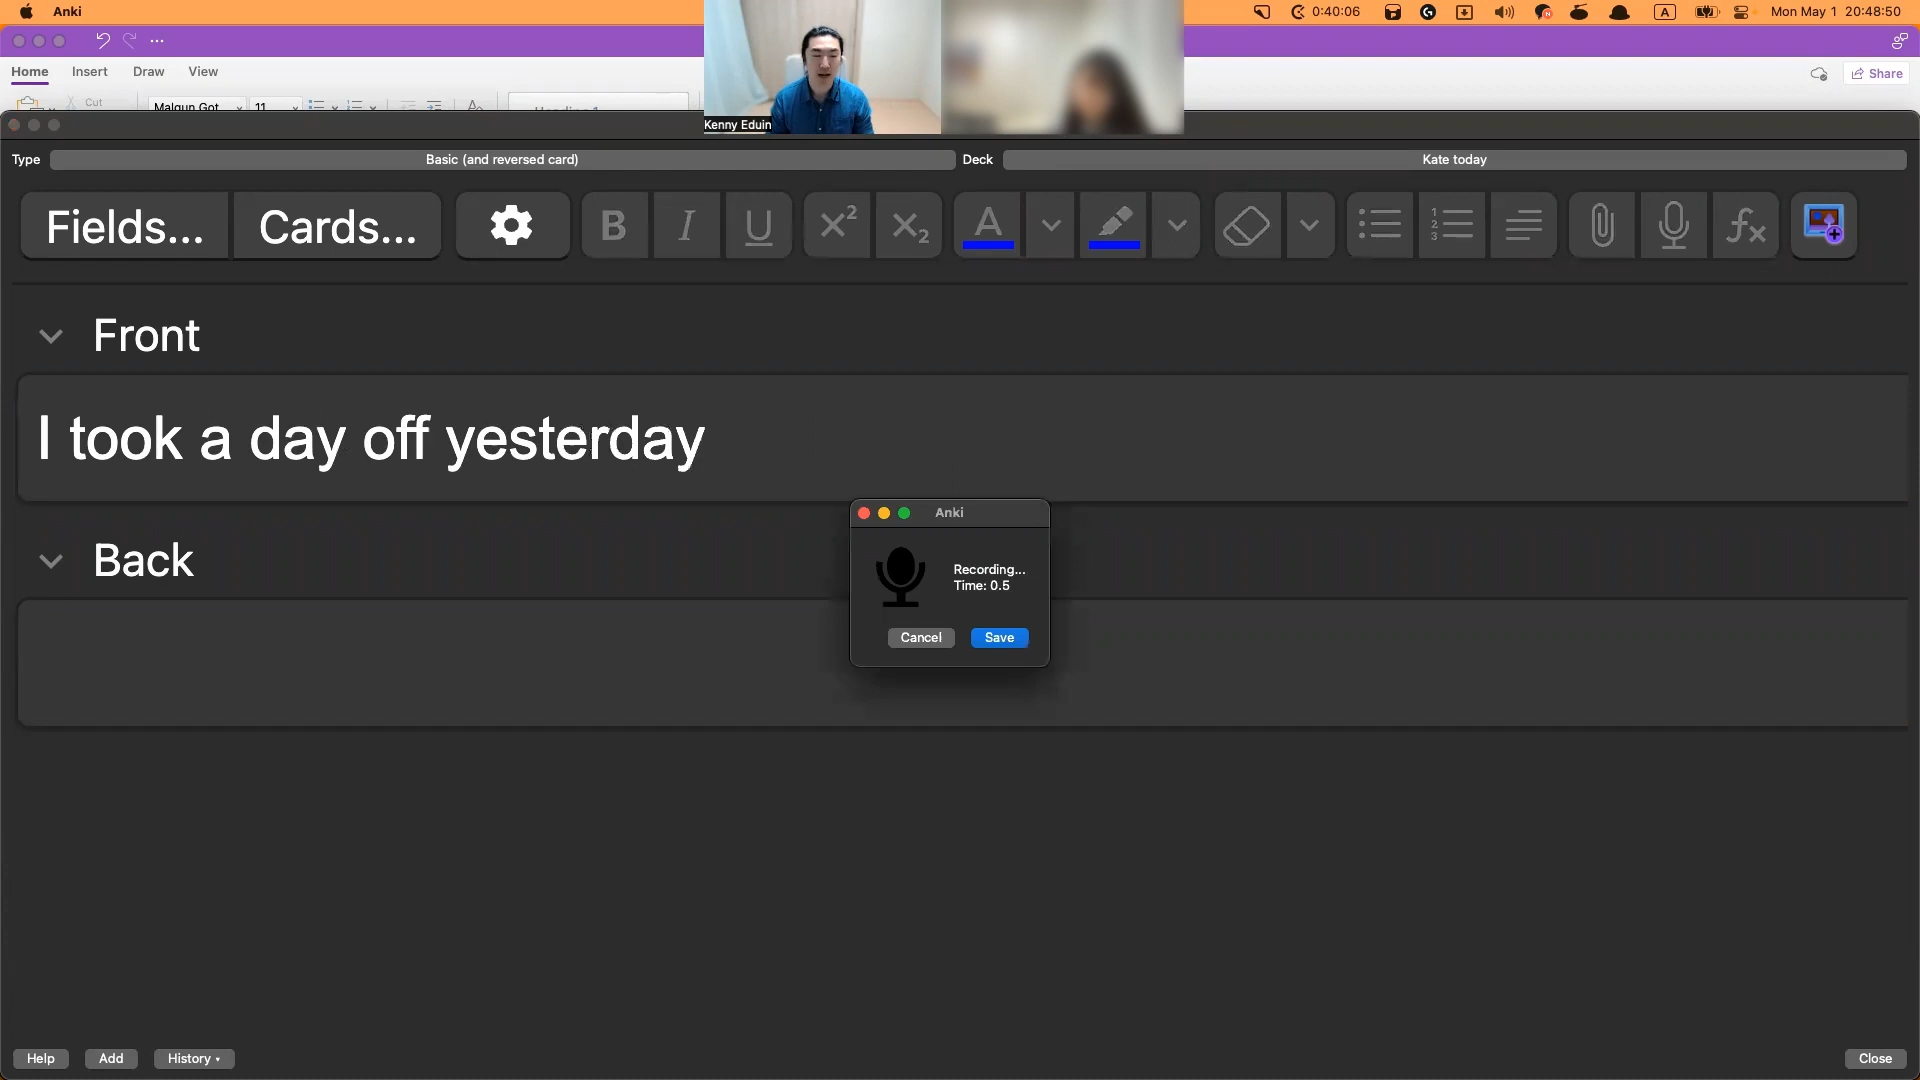 Anki
0:40:06
A
Mon May 1 20:48:50
Home Insert Draw View
Share
Cut
Malgun Got 11
Heading 1
Kenny Eduin
Type Basic (and reversed card) Deck Kate today
Fields... Cards...
B I U
Front
I took a day off yesterday
Anki
Recording...
Time: 0.5
Cancel Save
Back
Help Add History
Close